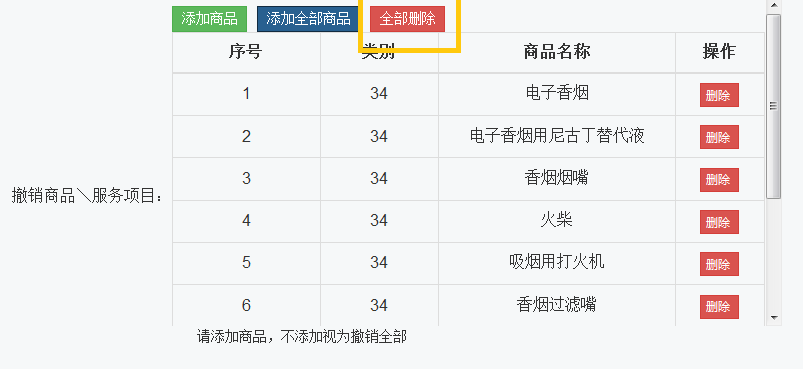 添加商品 添加全部商品 全部删除
序号 类别 商品名称 操作
1 34 电子香烟 删除
2 34 电子香烟用尼古丁替代液 删除
3 34 香烟烟嘴 删除
撤销商品＼服务项目：
4 34 火柴 删除
5 34 吸烟用打火机 删除
6 34 香烟过滤嘴 删除
请添加商品，不添加视为撤销全部